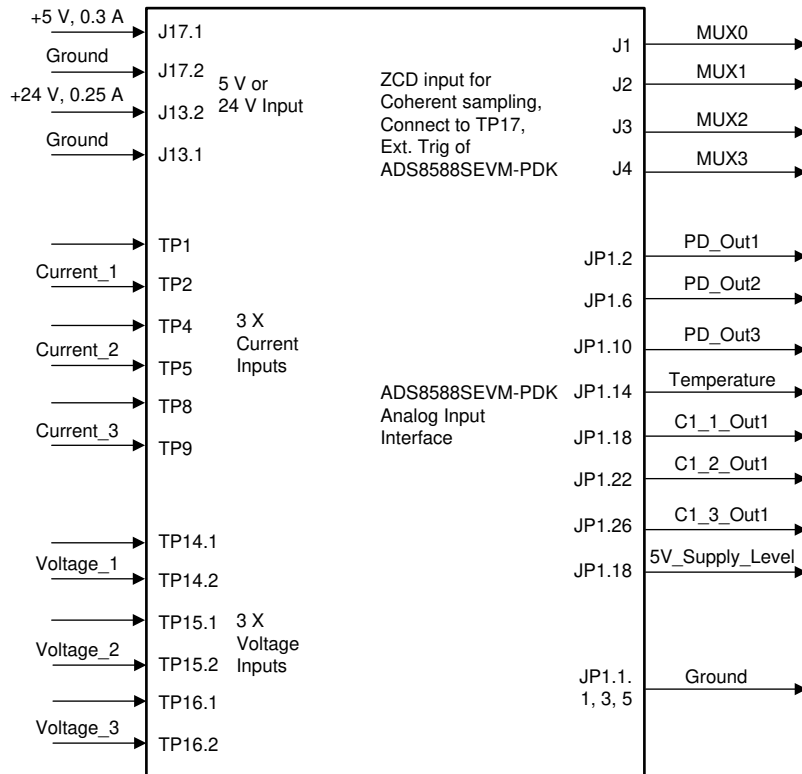 +5 V, 0.3 A
J17.1
Ground
J17.2
+24 V, 0.25 A
J13.2
Ground
J13.1
5 V or
24 V Input
ZCD input for
Coherent sampling,
Connect to TP17,
Ext. Trig of
ADS8588SEVM-PDK
J1
MUX0
J2
MUX1
J3
MUX2
J4
MUX3
TP1
Current_1
TP2
TP4
Current_2
TP5
TP8
Current_3
TP9
3 X
Current
Inputs
ADS8588SEVM-PDK
Analog Input
Interface
JP1.2
PD_Out1
JP1.6
PD_Out2
JP1.10
PD_Out3
JP1.14
Temperature
JP1.18
C1_1_Out1
JP1.22
C1_2_Out1
JP1.26
C1_3_Out1
JP1.18
5V_Supply_Level
TP14.1
Voltage_1
TP14.2
TP15.1
Voltage_2
TP15.2
TP16.1
Voltage_3
TP16.2
3 X
Voltage
Inputs
JP1.1.
1, 3, 5
Ground